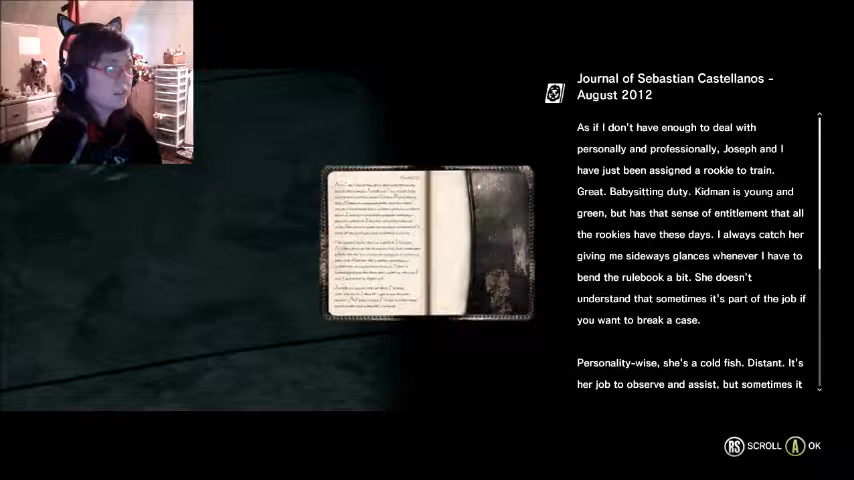 Journal of Sebastian Castellanos -
August 2012
As if I don't have enough to deal with
personally and professionally, Joseph and I
have just been assigned a rookie to train.
Great. Babysitting duty. Kidman is young and
green, but has that sense of entitlement that all
the rookies have these days. I always catch her
giving me sideways glances whenever I have to
bend the rulebook a bit. She doesn't
understand that sometimes it's part of the job if
you want to break a case.
Personality-wise, she's a cold fish. Distant. It's
her job to observe and assist, but sometimes it
RS SCROLL A OK